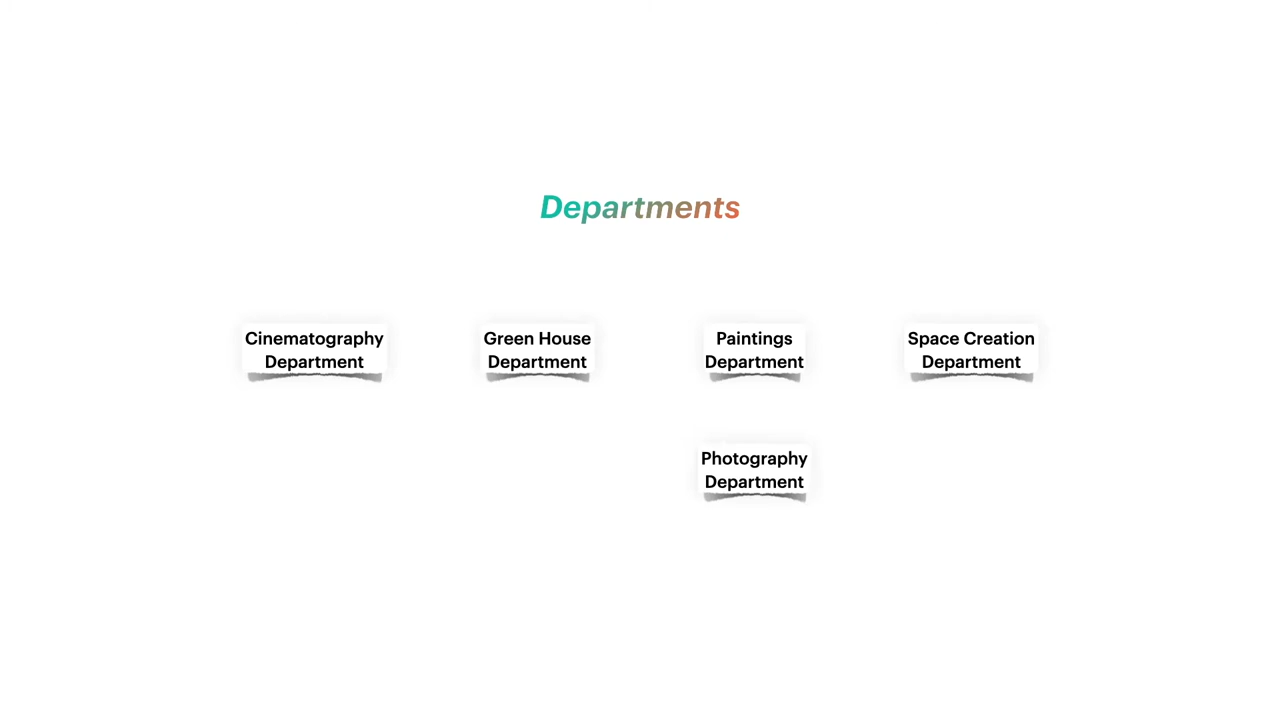 Departments
Cinematography
Department
Green House
Department
Paintings
Department
Space Creation
Department
Photography
Department